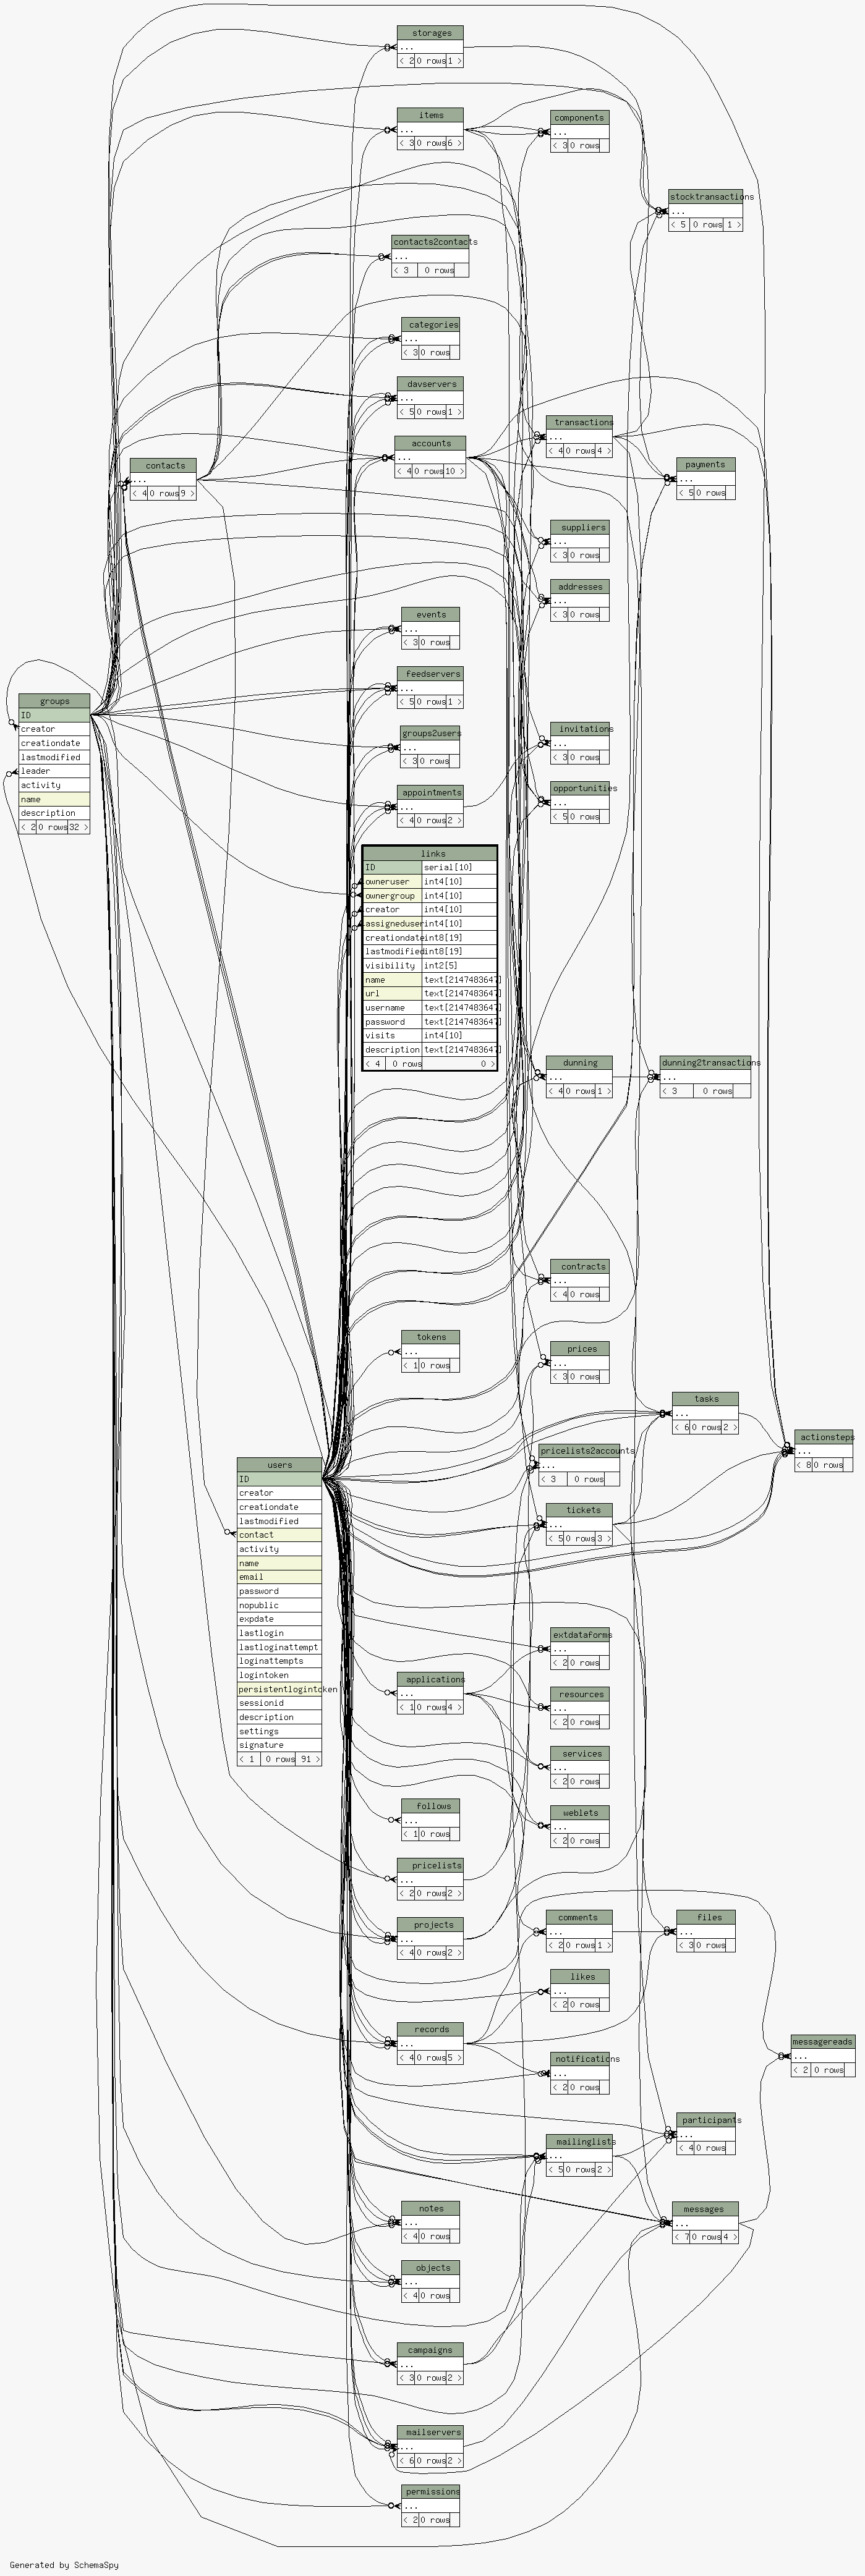 storages
...
< 2 0 rows 1 >
items
...
< 3 0 rows 6 >
components
...
< 3 0 rows
stocktransactions
...
< 5 0 rows 1 >
contacts2contacts
...
< 3 0 rows
categories
...
< 3 0 rows
davservers
...
< 5 0 rows 1 >
transactions
...
< 4 0 rows 4 >
accounts
...
< 4 0 rows 10 >
contacts
...
< 4 0 rows 9 >
payments
...
< 5 0 rows
suppliers
...
< 3 0 rows
addresses
...
< 3 0 rows
events
...
< 3 0 rows
feedservers
...
< 5 0 rows 1 >
groups
ID
creator
creationdate
lastmodified
leader
activity
name
description
< 2 0 rows 32 >
groups2users
...
< 3 0 rows
invitations
...
< 3 0 rows
appointments
...
< 4 0 rows 2 >
opportunities
...
< 5 0 rows
links
ID serial[10]
owneruser int4[10]
ownergroup int4[10]
creator int4[10]
assigneduser int4[10]
creationdate int8[19]
lastmodified int8[19]
visibility int2[5]
name text[2147483647]
url text[2147483647]
username text[2147483647]
password text[2147483647]
visits int4[10]
description text[2147483647]
< 4 0 rows 0 >
dunning
...
< 4 0 rows 1 >
dunning2transactions
...
< 3 0 rows
contracts
...
< 4 0 rows
tokens
...
< 1 0 rows
prices
...
< 3 0 rows
tasks
...
< 6 0 rows 2 >
actionsteps
...
< 8 0 rows
pricelists2accounts
...
< 3 0 rows
users
ID
creator
creationdate
lastmodified
contact
activity
name
email
password
nopublic
expdate
lastlogin
lastloginattempt
loginattempts
logintoken
persistentlogintoken
sessionid
description
settings
signature
< 1 0 rows 91 >
tickets
...
< 5 0 rows 3 >
extdataforms
...
< 2 0 rows
applications
...
< 1 0 rows 4 >
resources
...
< 2 0 rows
services
...
< 2 0 rows
follows
...
< 1 0 rows
weblets
...
< 2 0 rows
pricelists
...
< 2 0 rows 2 >
projects
...
< 4 0 rows 2 >
comments
...
< 2 0 rows 1 >
files
...
< 3 0 rows
likes
...
< 2 0 rows
records
...
< 4 0 rows 5 >
messagereads
...
< 2 0 rows
notifications
...
< 2 0 rows
participants
...
< 4 0 rows
mailinglists
...
< 5 0 rows 2 >
notes
...
< 4 0 rows
messages
...
< 7 0 rows 4 >
objects
...
< 4 0 rows
campaigns
...
< 3 0 rows 2 >
mailservers
...
< 6 0 rows 2 >
permissions
...
< 2 0 rows
Generated by SchemaSpy